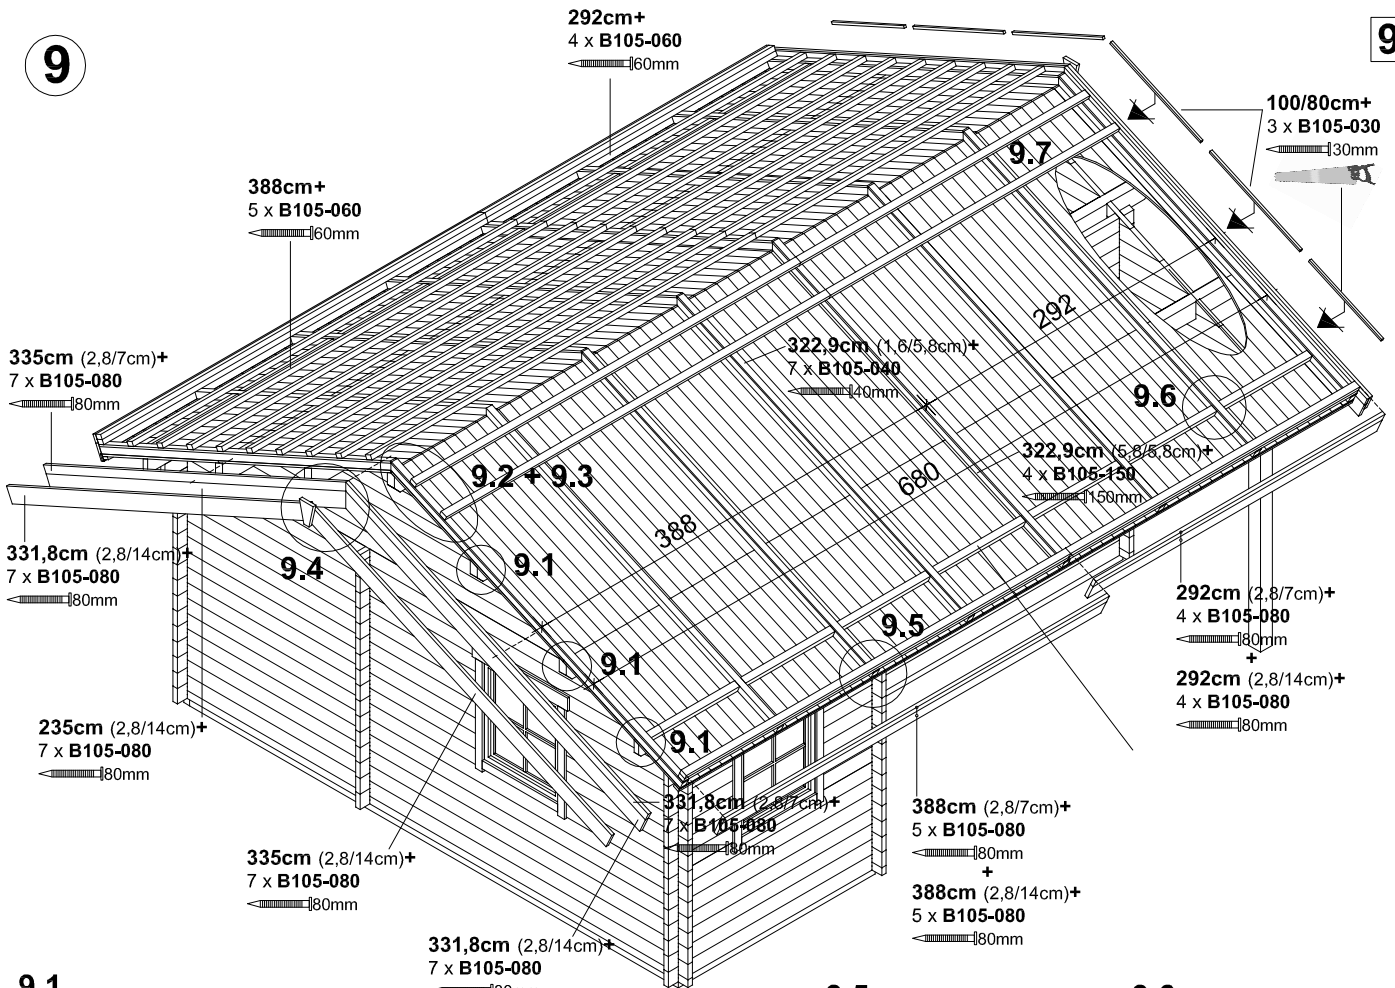 9
292cm+
4 x B105-060
60mm
9
100/80cm+
3 x B105-030
30mm
9.7
388cm+
5 x B105-060
60mm
292
335cm (2,8/7cm)+
7 x B105-080
80mm
322,9cm (1,6/5,8cm)+
7 x B105-040
40mm
9.6
322,9cm (5,8/5,8cm)+
4 x B105-150
150mm
9.2 + 9.3
680
388
331,8cm (2,8/14cm)+
7 x B105-080
80mm
9.4
9.1
292cm (2,8/7cm)+
4 x B105-080
80mm
+
292cm (2,8/14cm)+
4 x B105-080
80mm
9.5
9.1
235cm (2,8/14cm)+
7 x B105-080
80mm
9.1
331,8cm (2,8/7cm)+
7 x B105-080
80mm
388cm (2,8/7cm)+
5 x B105-080
80mm
+
388cm (2,8/14cm)+
5 x B105-080
80mm
335cm (2,8/14cm)+
7 x B105-080
80mm
331,8cm (2,8/14cm)+
7 x B105-080
9.1